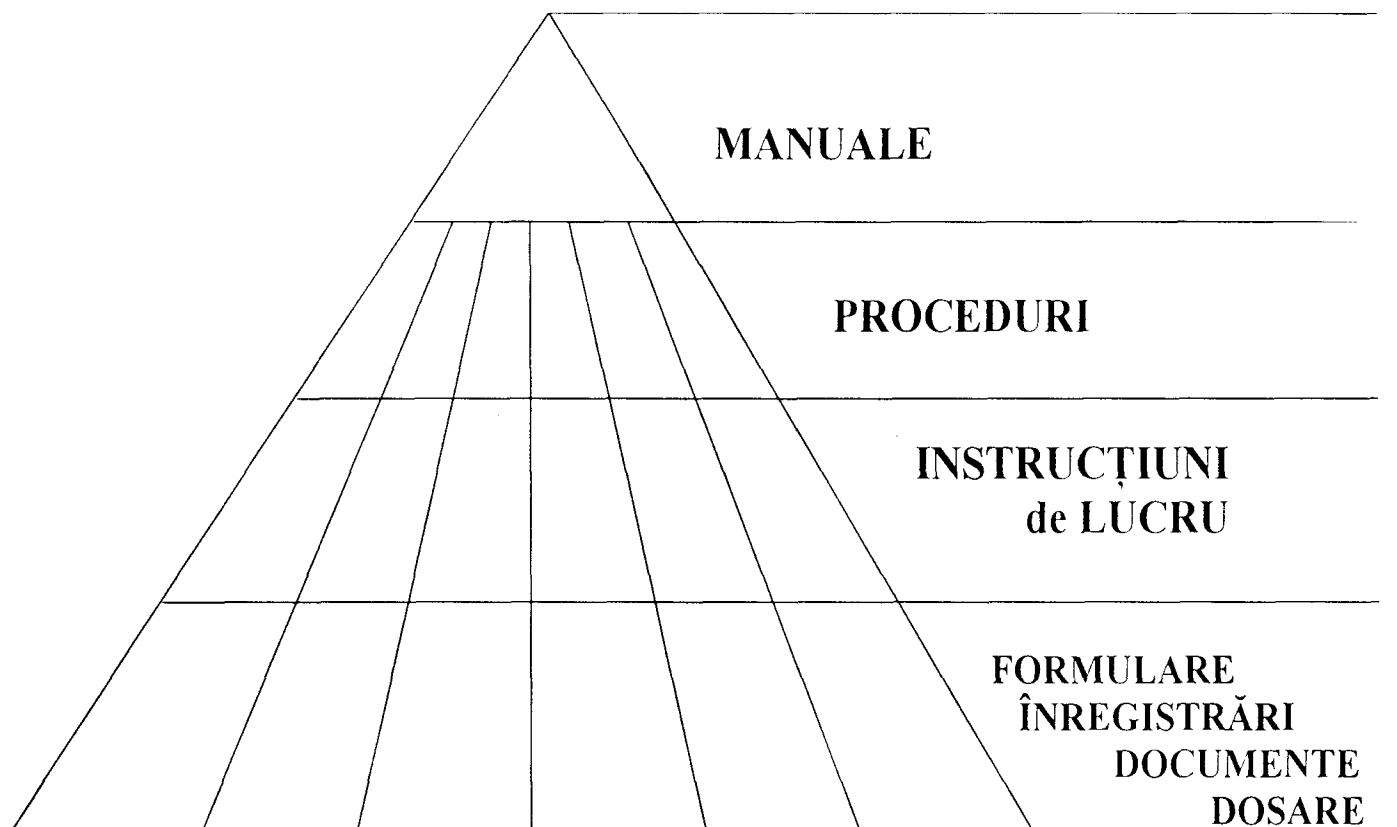 MANUALE
PROCEDURI
INSTRUCȚIUNI
de LUCRU
FORMULARE
ÎNREGISTRĂRI
DOCUMENTE
DOSARE